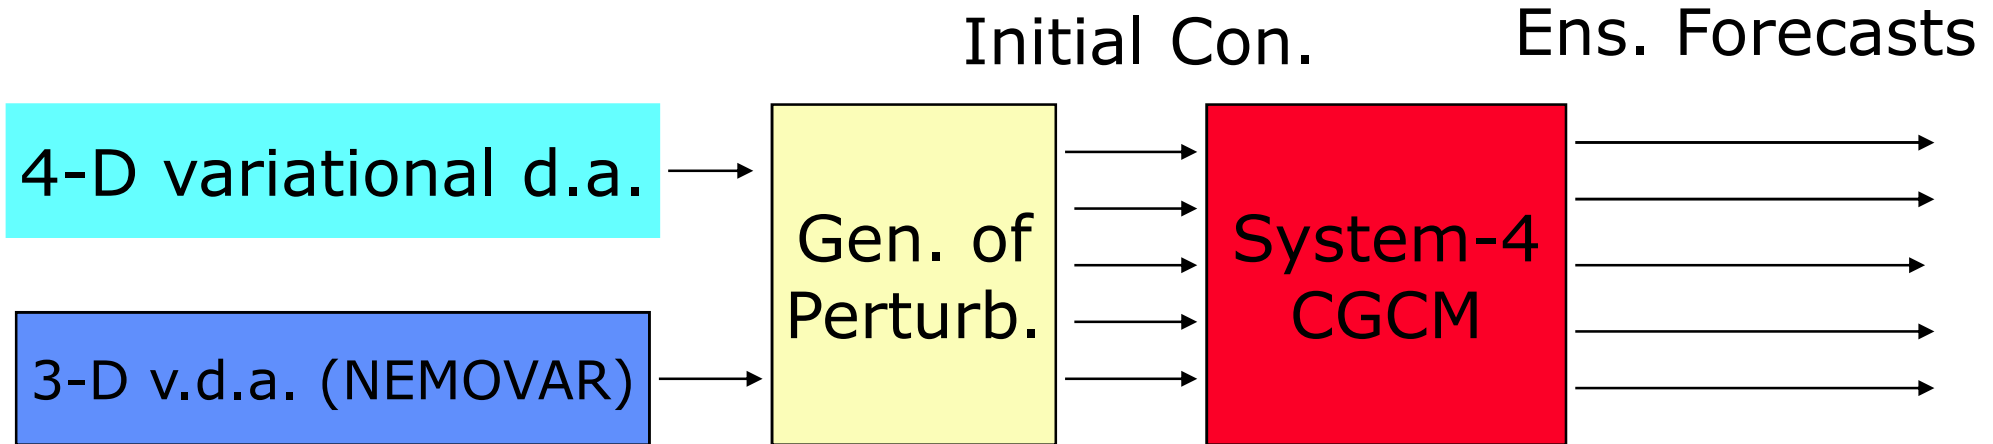 Initial Con.
Ens. Forecasts
4-D variational d.a.
3-D v.d.a. (NEMOVAR)
Gen. of
Perturb.
System-4
CGCM